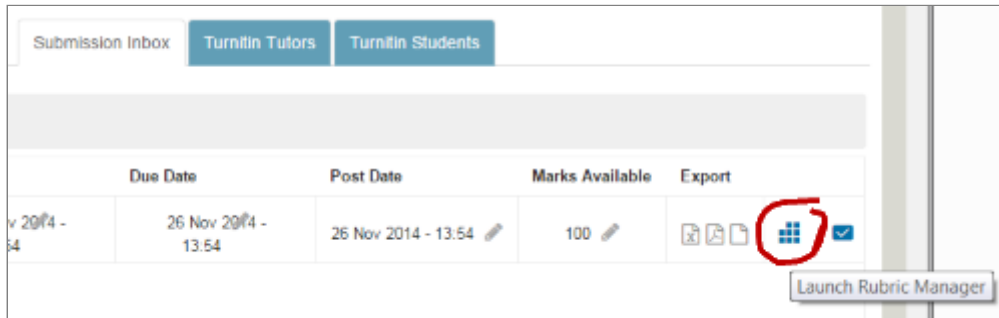 Submission Inbox Turnitin Tutors Turnitin Students
Due Date Post Date Marks Available Export
26 Nov 2014 -
26 Nov 2014 - 13:54 100
54 13:54
Launch Rubric Manager